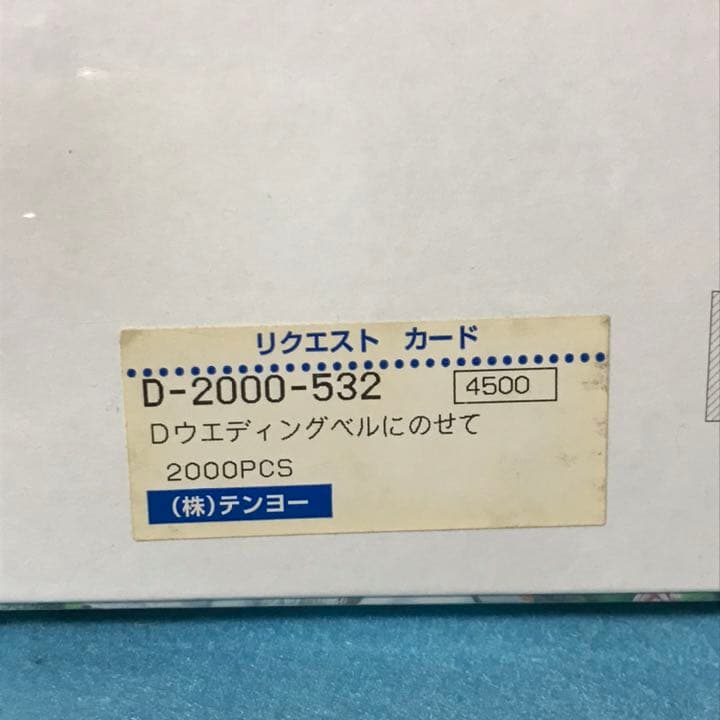 リクエスト カード
D-2000-532 4500
Dウエディングベルにのせて
2000PCS
(株)テンヨー